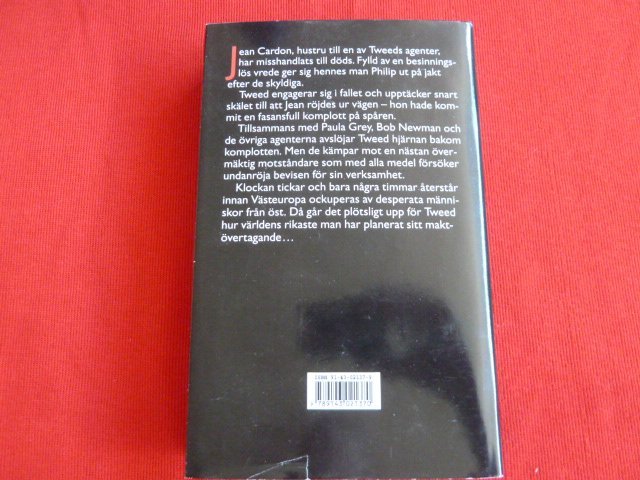 Jean Cardon, hustru till en av Tweeds agenter,
har misshandlats till döds. Fylld av en besinnings-
lös vrede ger sig hennes man Philip ut på jakt
efter de skyldiga.
Tweed engagerar sig i fallet och upptäcker snart
skälet till att Jean röjdes ur vägen – hon hade kom-
mit en fasansfull komplott på spåren.
Tillsammans med Paula Grey, Bob Newman och
de övriga agenterna avslöjar Tweed hjärnan bakom
komplotten. Men de kämpar mot en nästan över-
mäktig motståndare som med alla medel försöker
undanröja bevisen för sin verksamhet.
Klockan tickar och bara några timmar återstår
innan Västeuropa ockuperas av desperata männi-
skor från öst. Då går det plötsligt upp för Tweed
hur världens rikaste man har planerat sitt makt-
övertagande…
ISBN